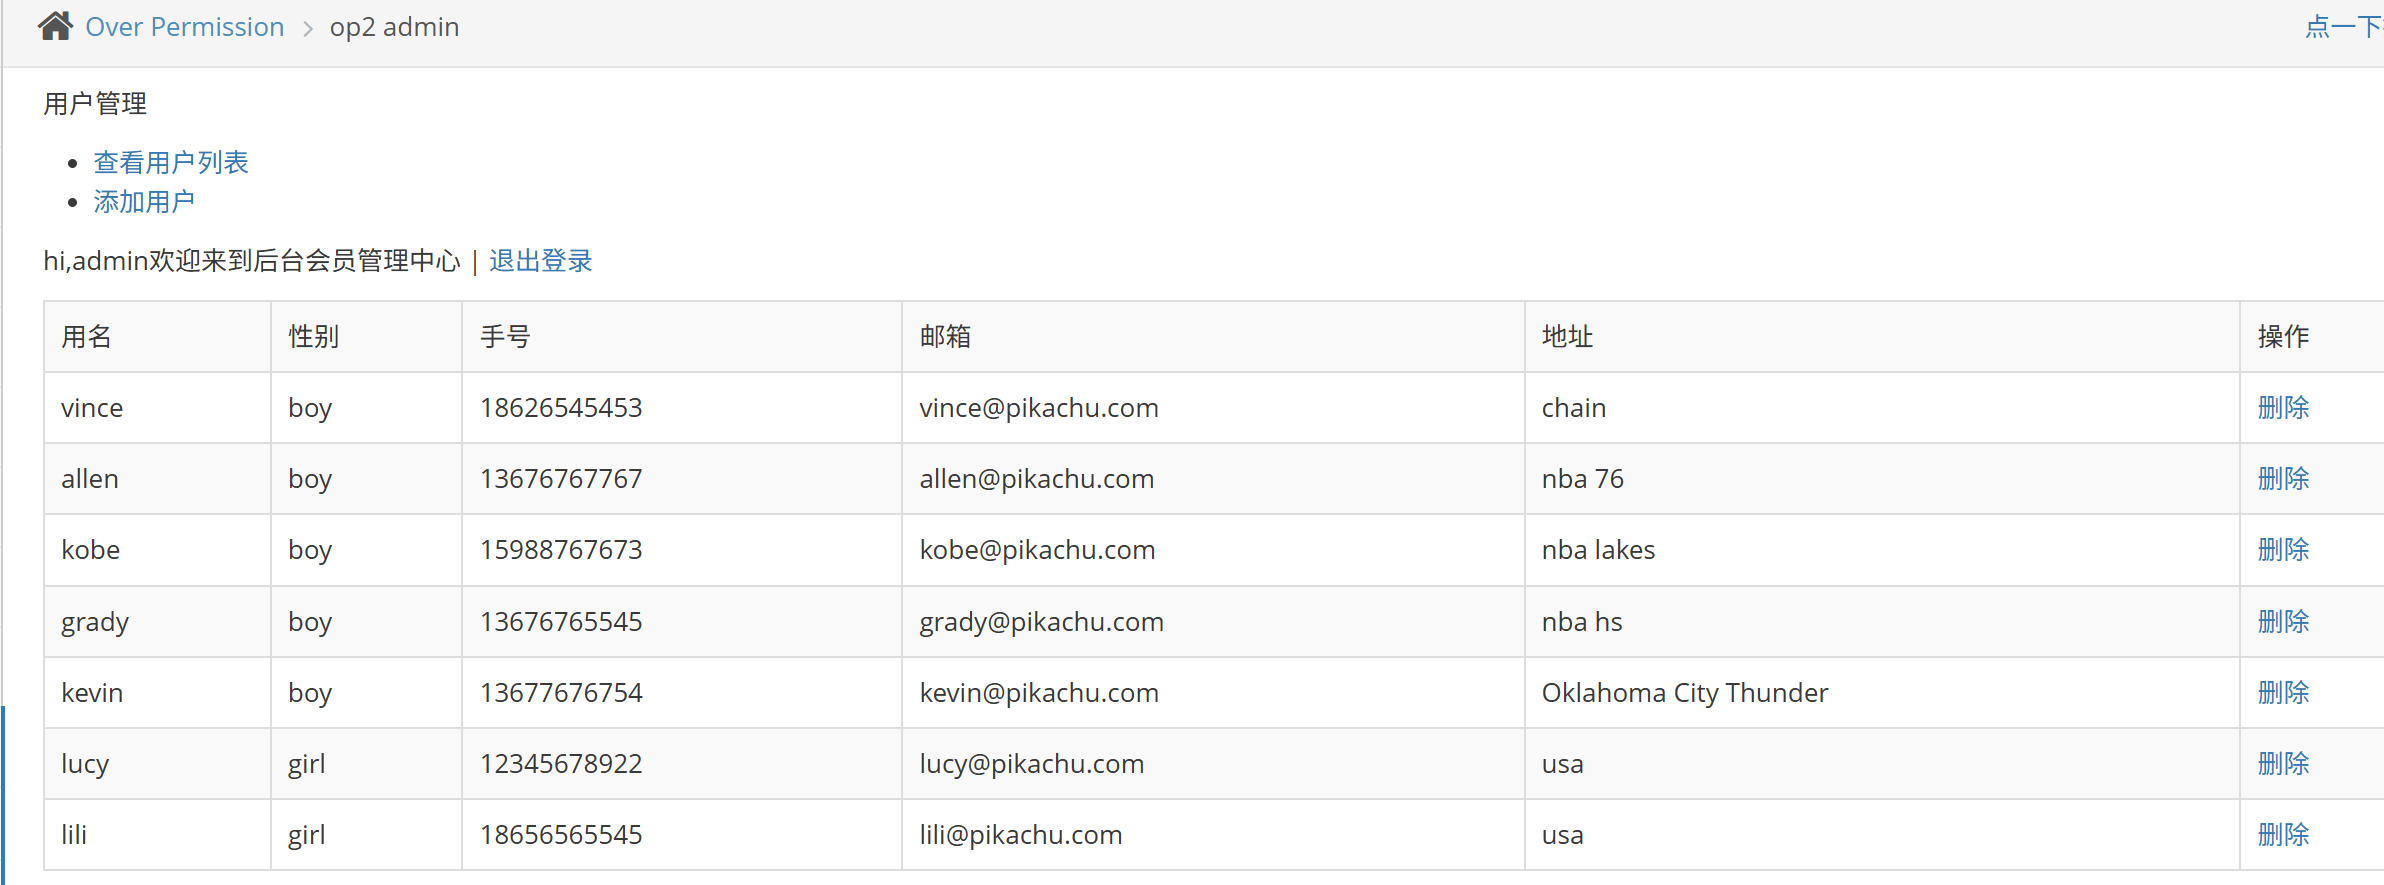 Over Permission > op2 admin 点一下
用户管理
查看用户列表
添加用户
hi,admin欢迎来到后台会员管理中心 | 退出登录
用名 性别 手号 邮箱 地址 操作
vince boy 18626545453 vince@pikachu.com chain 删除
allen boy 13676767767 allen@pikachu.com nba 76 删除
kobe boy 15988767673 kobe@pikachu.com nba lakes 删除
grady boy 13676765545 grady@pikachu.com nba hs 删除
kevin boy 13677676754 kevin@pikachu.com Oklahoma City Thunder 删除
lucy girl 12345678922 lucy@pikachu.com usa 删除
lili girl 18656565545 lili@pikachu.com usa 删除